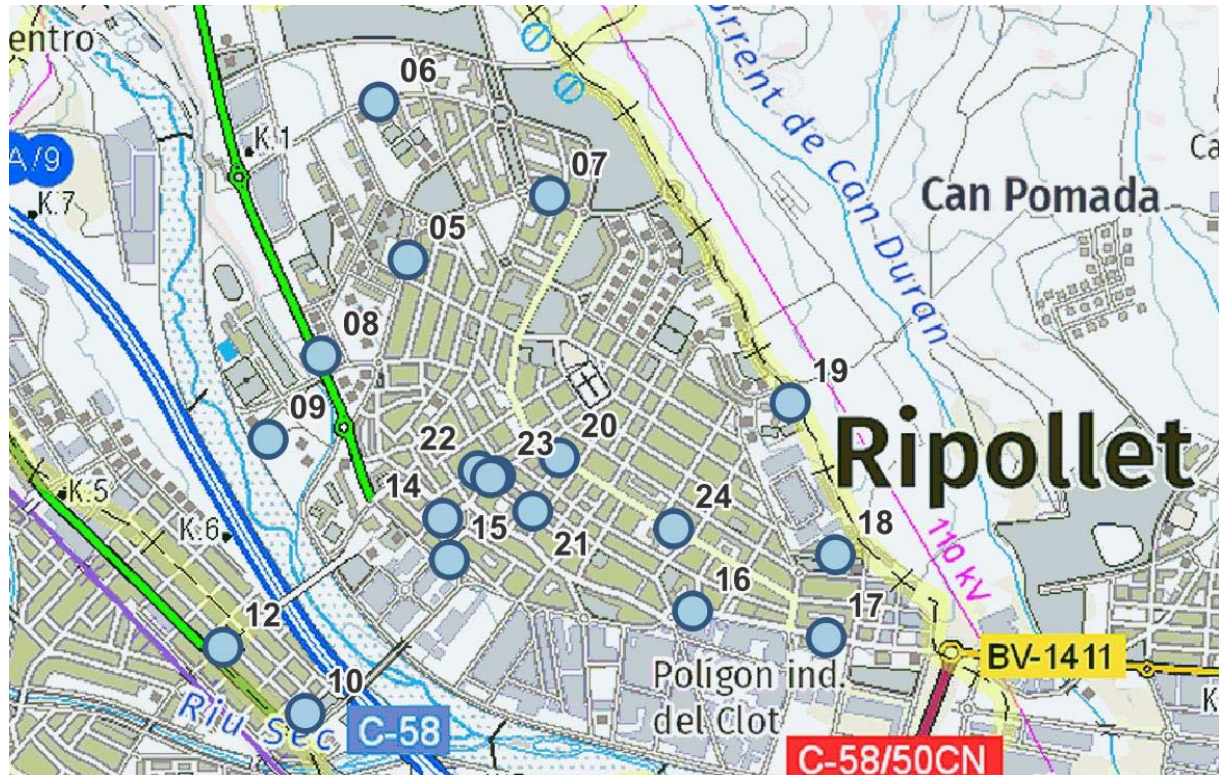 entro
06
K.1
A/9
K.7
07
05
orrent de Can Duran
Can Pomada
Ca
08
09
19
Ripollet
22
23
20
14
15
21
24
18
K.5
K.6
110 kV
16
17
12
10
Riu Sec
C-58
Polígon ind.
del Clot
BV-1411
K
C-58/50CN